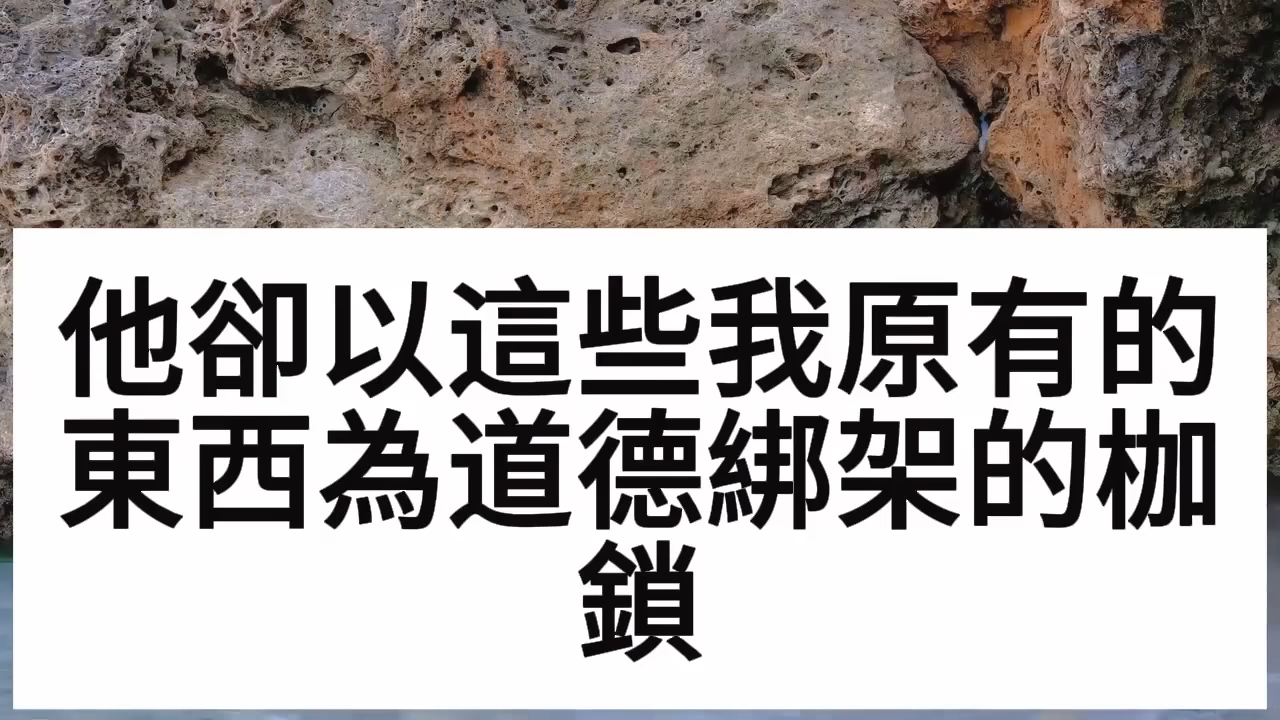 他卻以這些我原有的
東西為道德綁架的枷
鎖